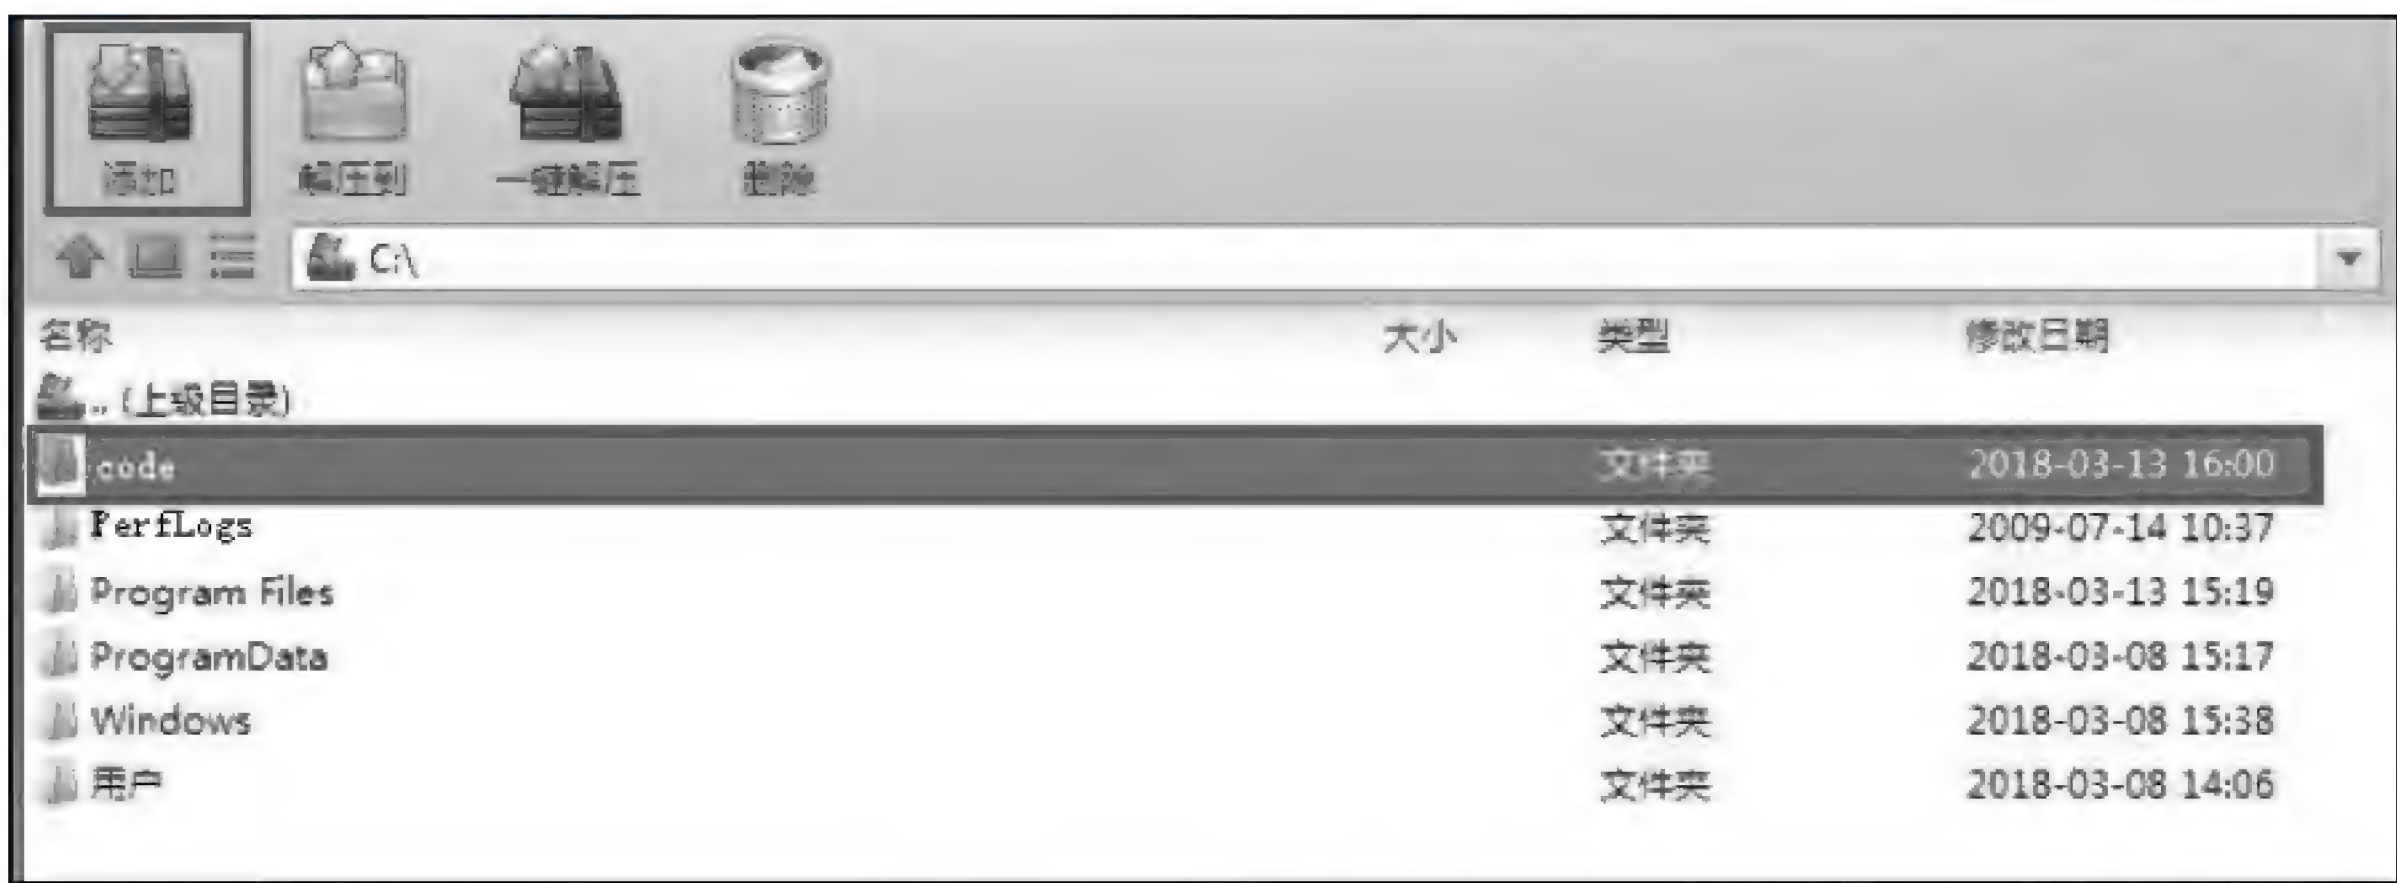 添加 解压到 一键解压 删除
C:\
名称 大小 类型 修改日期
.. (上级目录)
code 文件夹 2018-03-13 16:00
PerfLogs 文件夹 2009-07-14 10:37
Program Files 文件夹 2018-03-13 15:19
ProgramData 文件夹 2018-03-08 15:17
Windows 文件夹 2018-03-08 15:38
用户 文件夹 2018-03-08 14:06